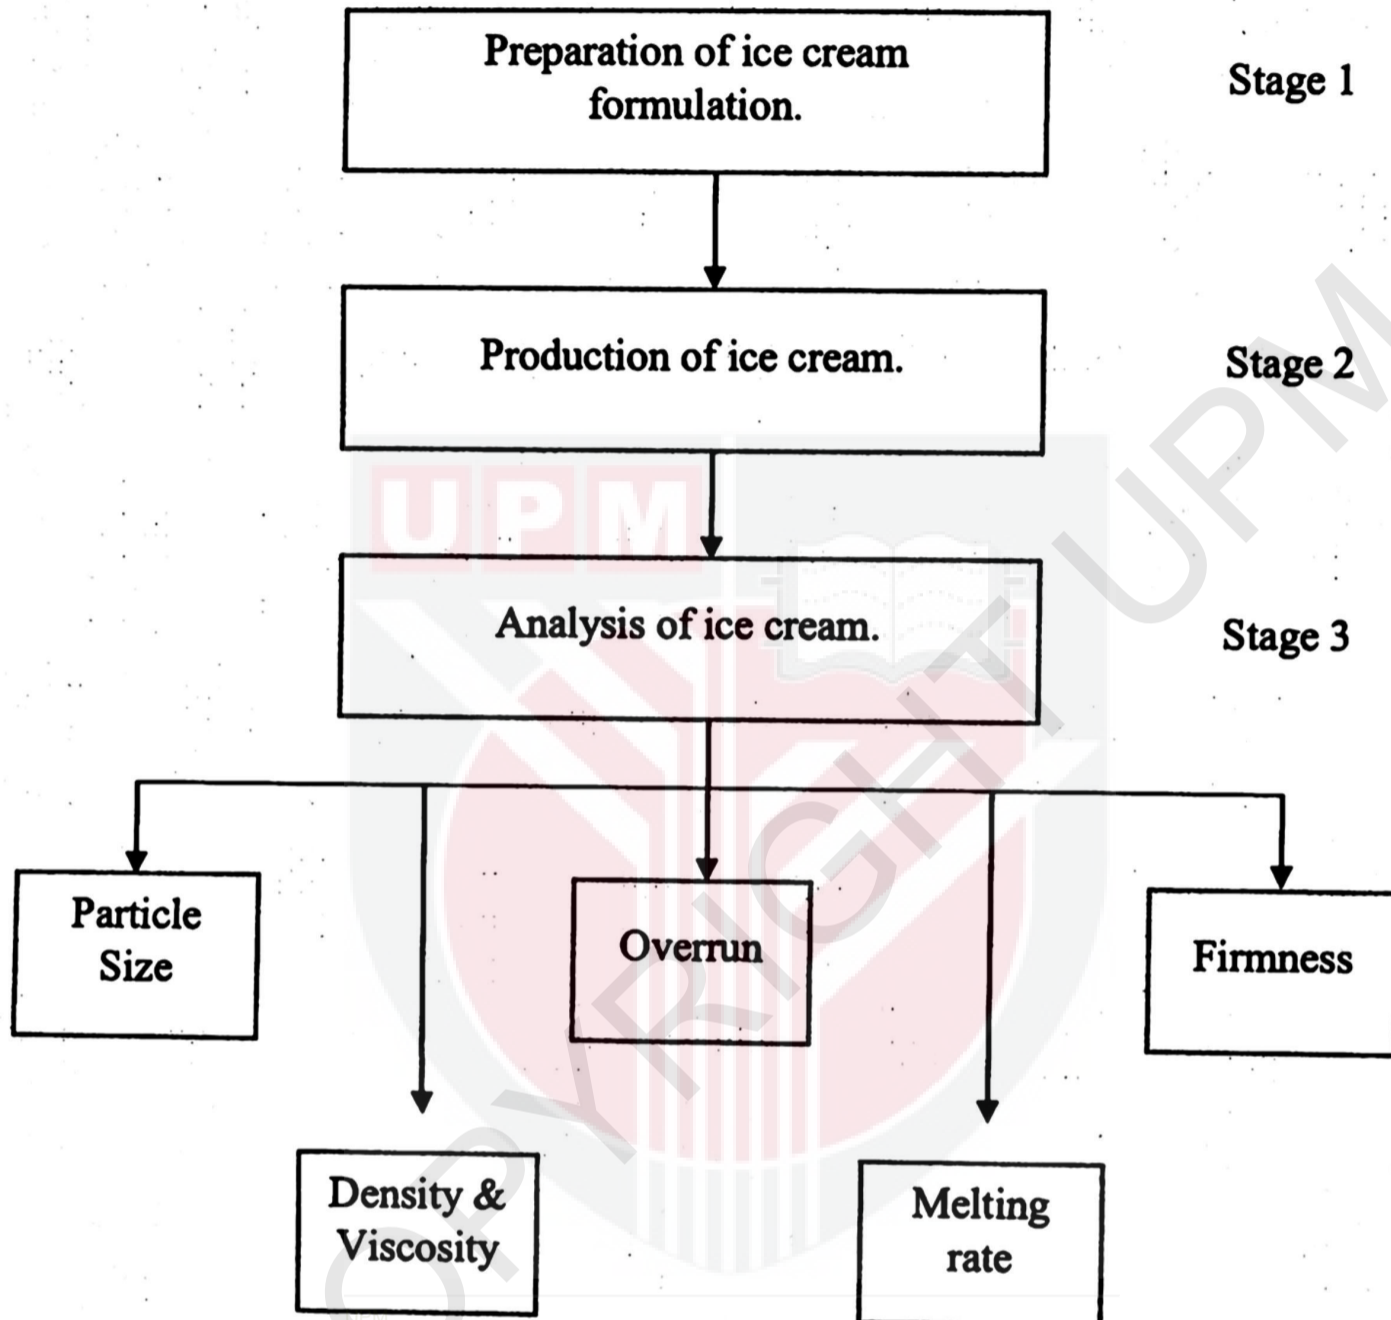 Preparation of ice cream
formulation.
Stage 1
Production of ice cream.
Stage 2
UPM
Analysis of ice cream.
Stage 3
Particle
Size
Overrun
Firmness
Density &
Viscosity
Melting
rate
COPYRIGHT UPM